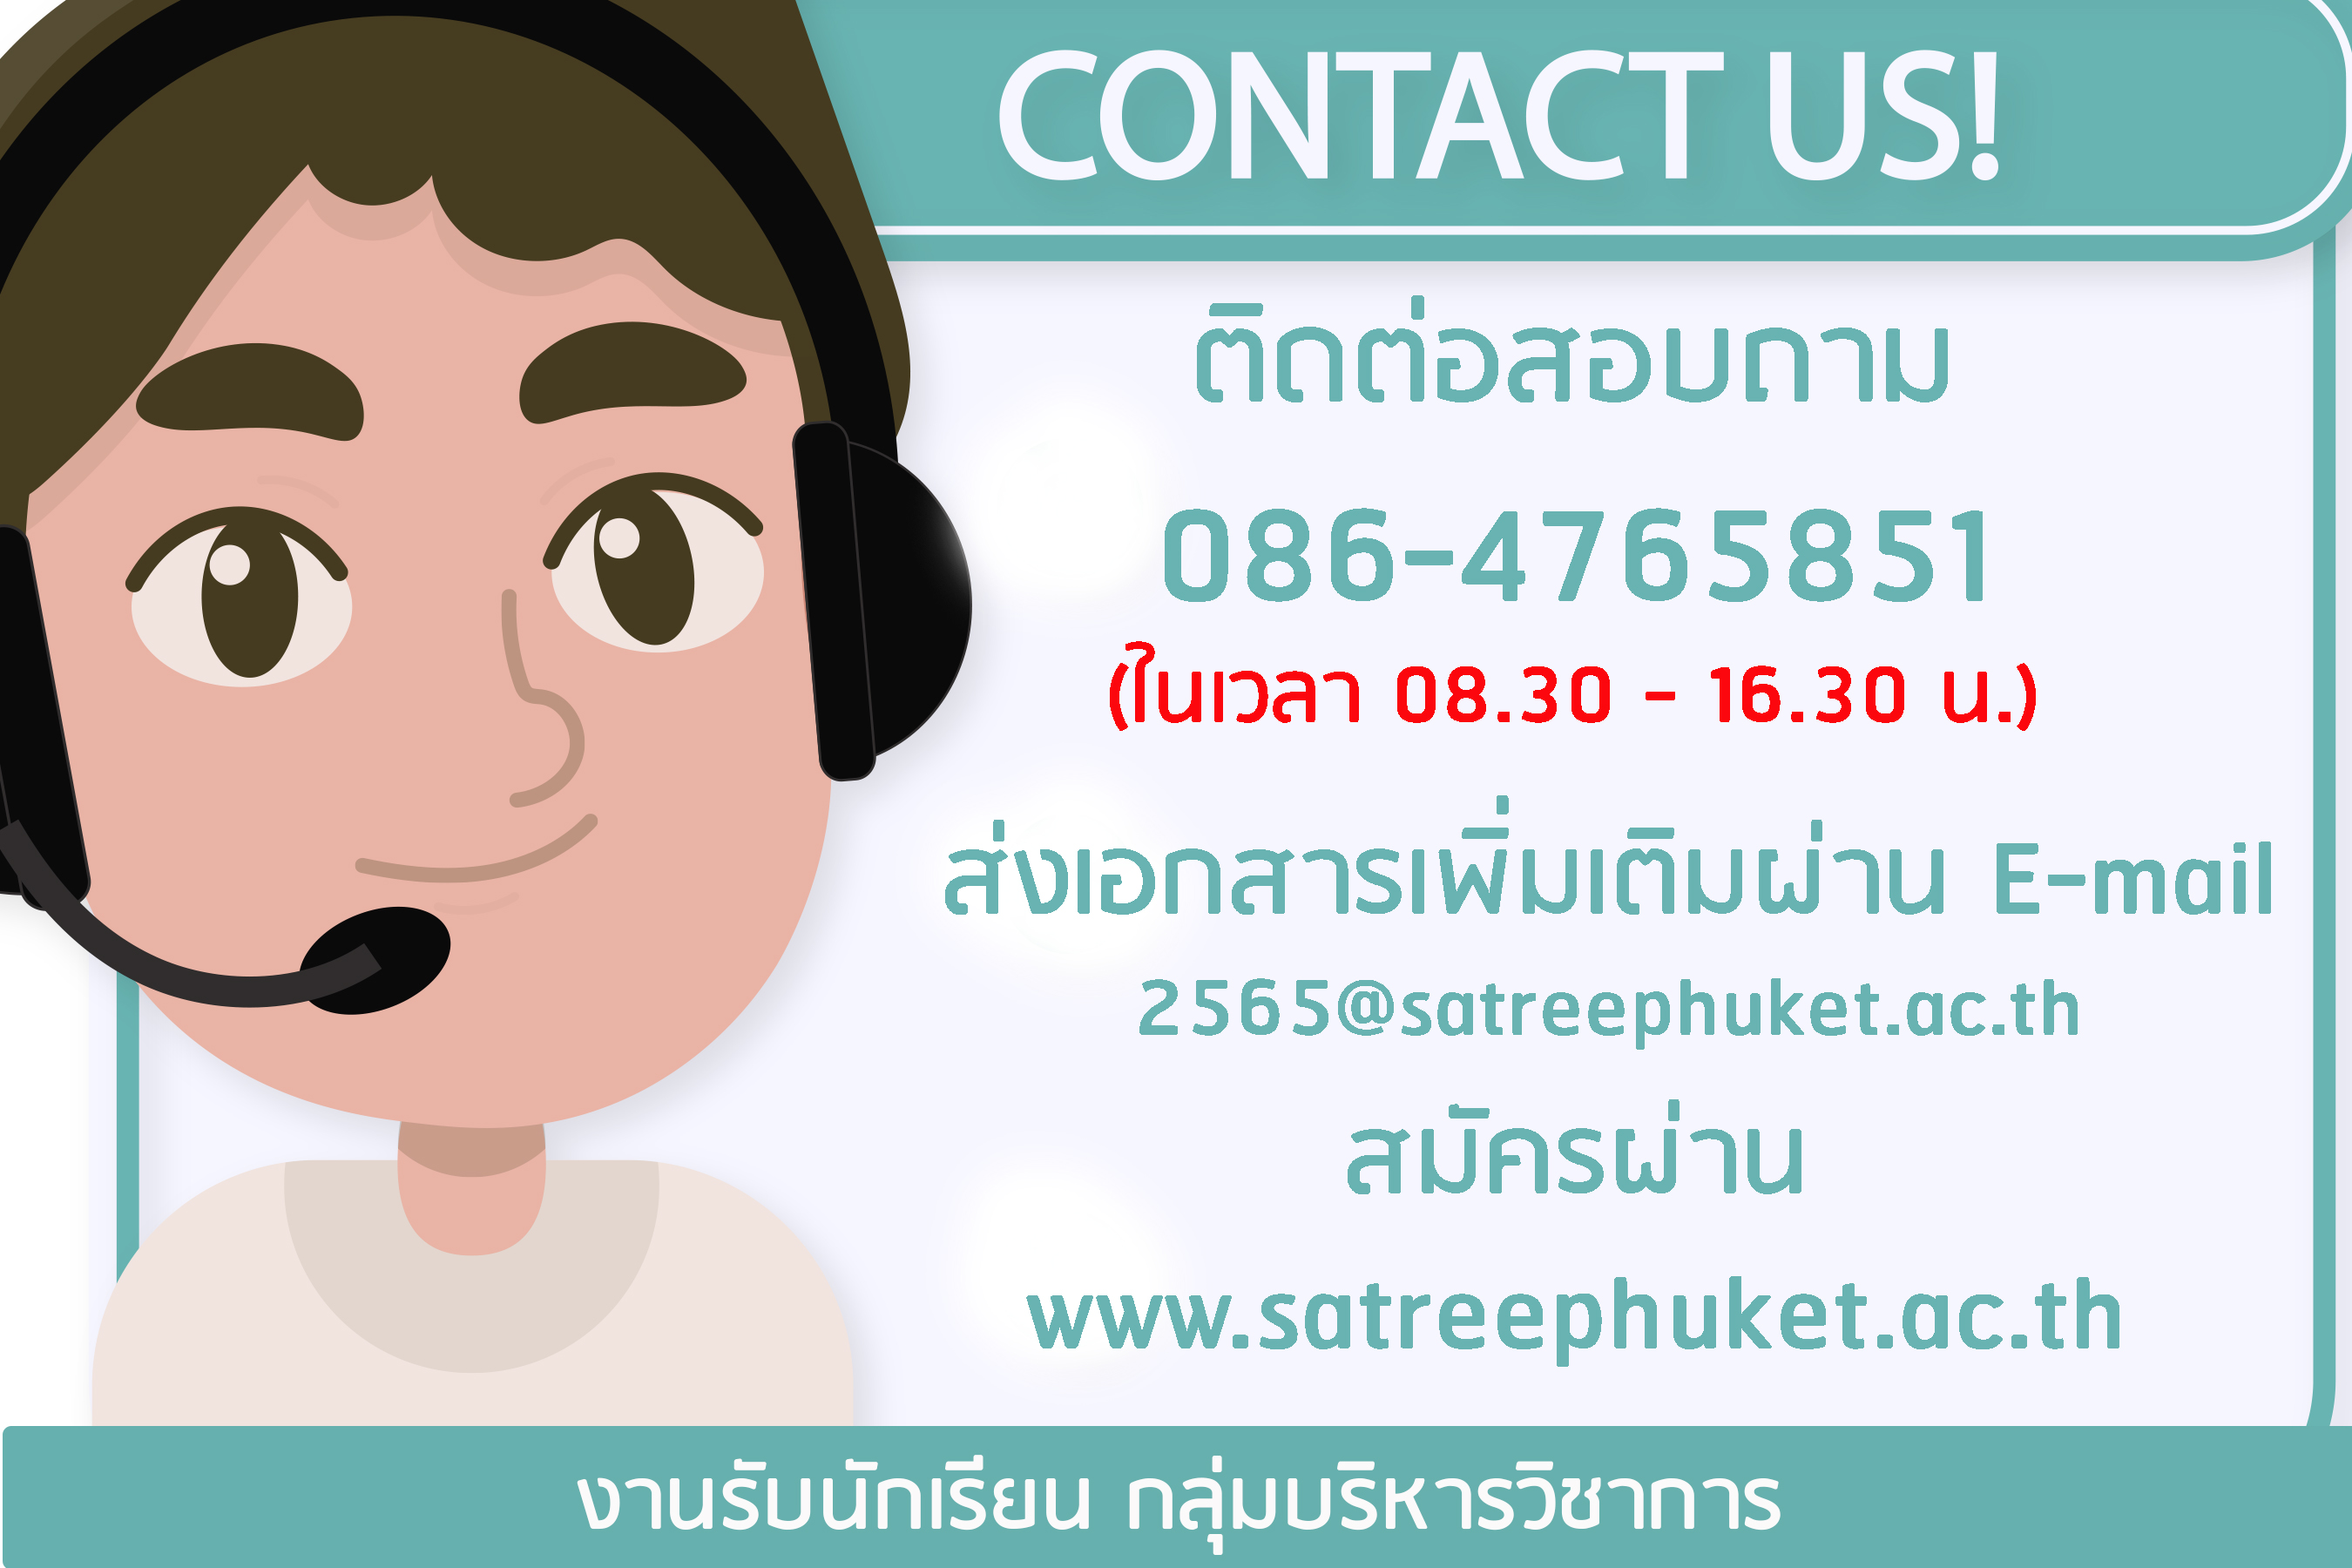 CONTACT US!
ติดต่อสอบถาม
086-4765851
(ในเวลา 08.30 - 16.30 น.)
ส่งเอกสารเพิ่มเติมผ่าน E-mail
2565@satreephuket.ac.th
สมัครผ่าน
www.satreephuket.ac.th
งานรับนักเรียน กลุ่มบริหารวิชาการ